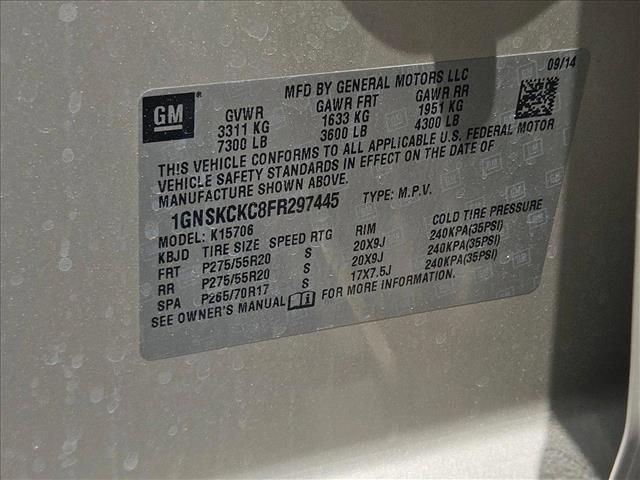 09/14
MFD BY GENERAL MOTORS LLC
GM®
GVWR GAWR FRT GAWR RR
3311 KG 1633 KG 1951 KG
7300 LB 3600 LB 4300 LB
THIS VEHICLE CONFORMS TO ALL APPLICABLE U.S. FEDERAL MOTOR
VEHICLE SAFETY STANDARDS IN EFFECT ON THE DATE OF
MANUFACTURE SHOWN ABOVE.
1GNSKCKC8FR297445 TYPE: M.P.V.
MODEL: K15706
KBJD TIRE SIZE SPEED RTG RIM COLD TIRE PRESSURE
FRT P275/55R20 S 20X9J 240KPA(35PSI)
RR P275/55R20 S 20X9J 240KPA(35PSI)
SPA P265/70R17 S 17X7.5J 240KPA(35PSI)
SEE OWNER'S MANUAL FOR MORE INFORMATION.